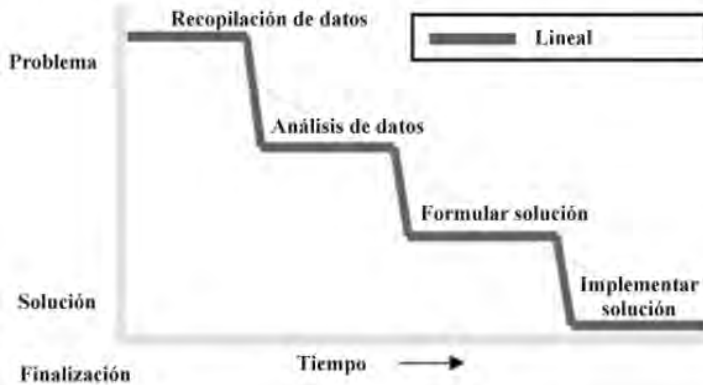 Recopilación de datos
Lineal
Problema
Análisis de datos
Formular solución
Implementar
solución
Solución
Tiempo
Finalización